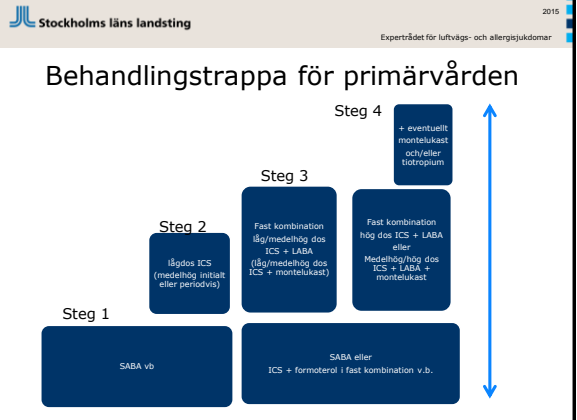 Stockholms läns landsting
2015
Expertrådet för luftvägs- och allergisjukdomar
Behandlingstrappa för primärvården
Steg 4
+ eventuellt
montelukast
och/eller
tiotropium
Steg 3
Fast kombination
låg/medelhög dos
ICS + LABA
(låg/medelhög dos
ICS + montelukast)
Fast kombination
hög dos ICS + LABA
eller
Medelhög/hög dos
ICS + LABA +
montelukast
Steg 2
lågdos ICS
(medelhög initialt
eller periodvis)
Steg 1
SABA vb
SABA eller
ICS + formoterol i fast kombination v.b.